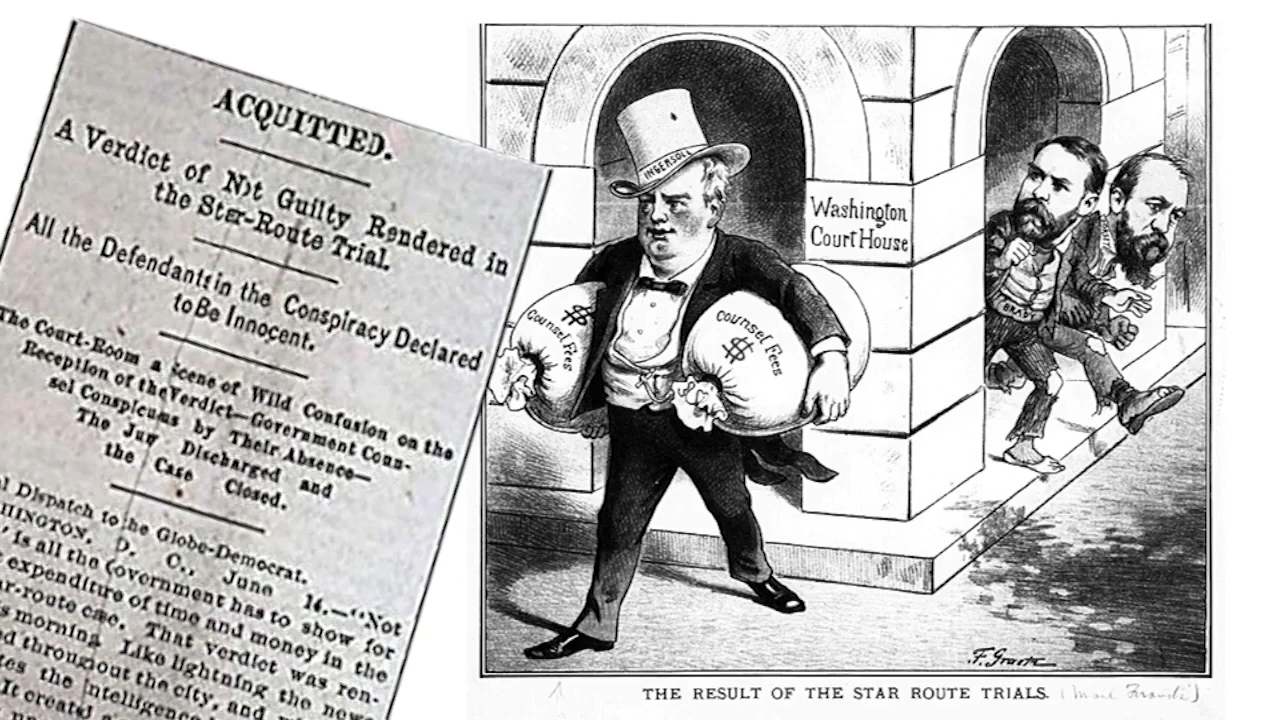 ACQUITTED.
A Verdict of Not Guilty Rendered in
the Star-Route Trial.
All the Defendants in the Conspiracy Declared
to Be Innocent.
The Court-Room a Scene of Wild Confusion on the
Reception of the Verdict—Government Coun-
sel Conspicuous by Their Absence—
The Jury Discharged and
the Case Closed.
Dispatch to the Globe-Democrat.
D. C., June 14.—"Not
is all the Government has to show for
expenditure of time and money in the
case. That verdict was ren-
morning. Like lightning the news
throughout the city, and
the intelligence
It created a
INGERSOLL
Counsel Fees
$
Counsel Fees
$
Washington
Court House
BRADY
F. Graetz
THE RESULT OF THE STAR ROUTE TRIALS.